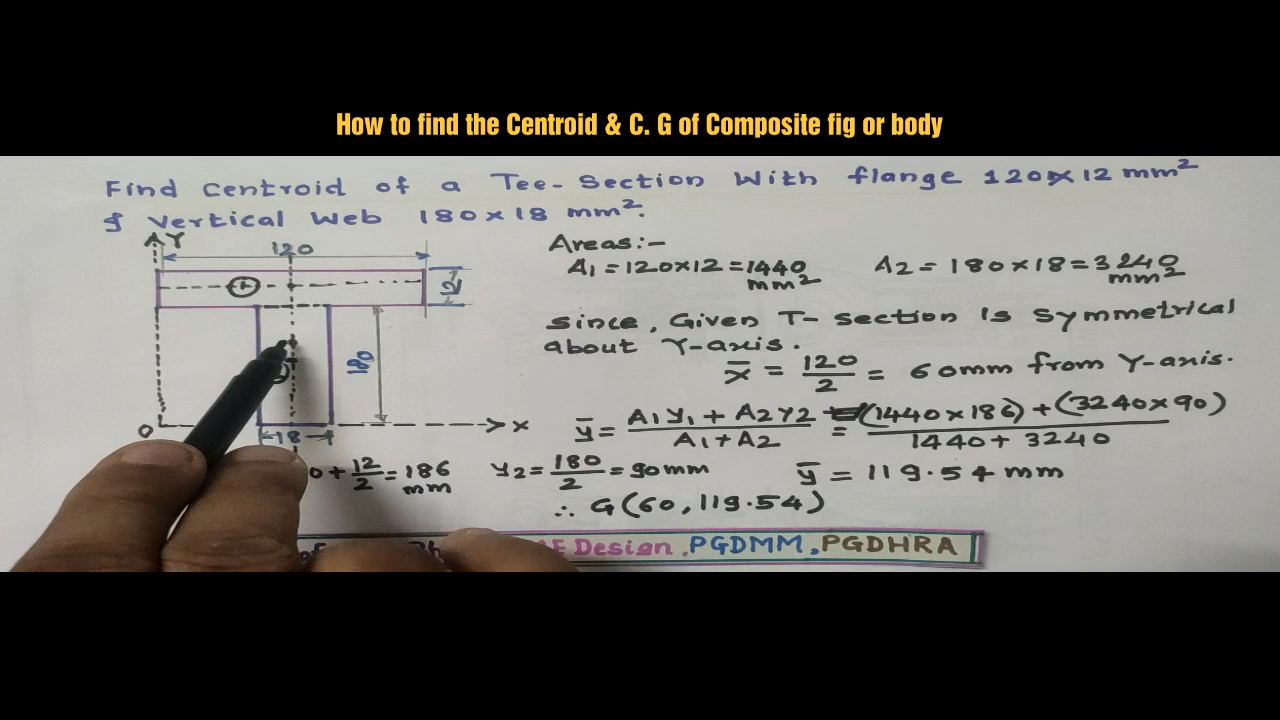 How to find the Centroid & C. G of Composite fig or body
Find Centroid of a Tee-Section With flange 120×12 mm²
& Vertical Web 180×18 mm².
Y
120
1
12
180
O
X
18
0 + 12/2 = 186 mm
Areas:-
A1 = 120×12 = 1440 mm² A2 = 180×18 = 3240 mm²
Since, Given T-Section is Symmetrical
about Y-axis.
x̄ = 120/2 = 60mm from Y-axis.
ȳ = A1Y1 + A2Y2 / A1+A2 = (1440×186) + (3240×90) / 1440 + 3240
Y2 = 180/2 = 90mm ȳ = 119.54 mm
∴ G(60, 119.54)
Design, PGDMM, PGDHRA